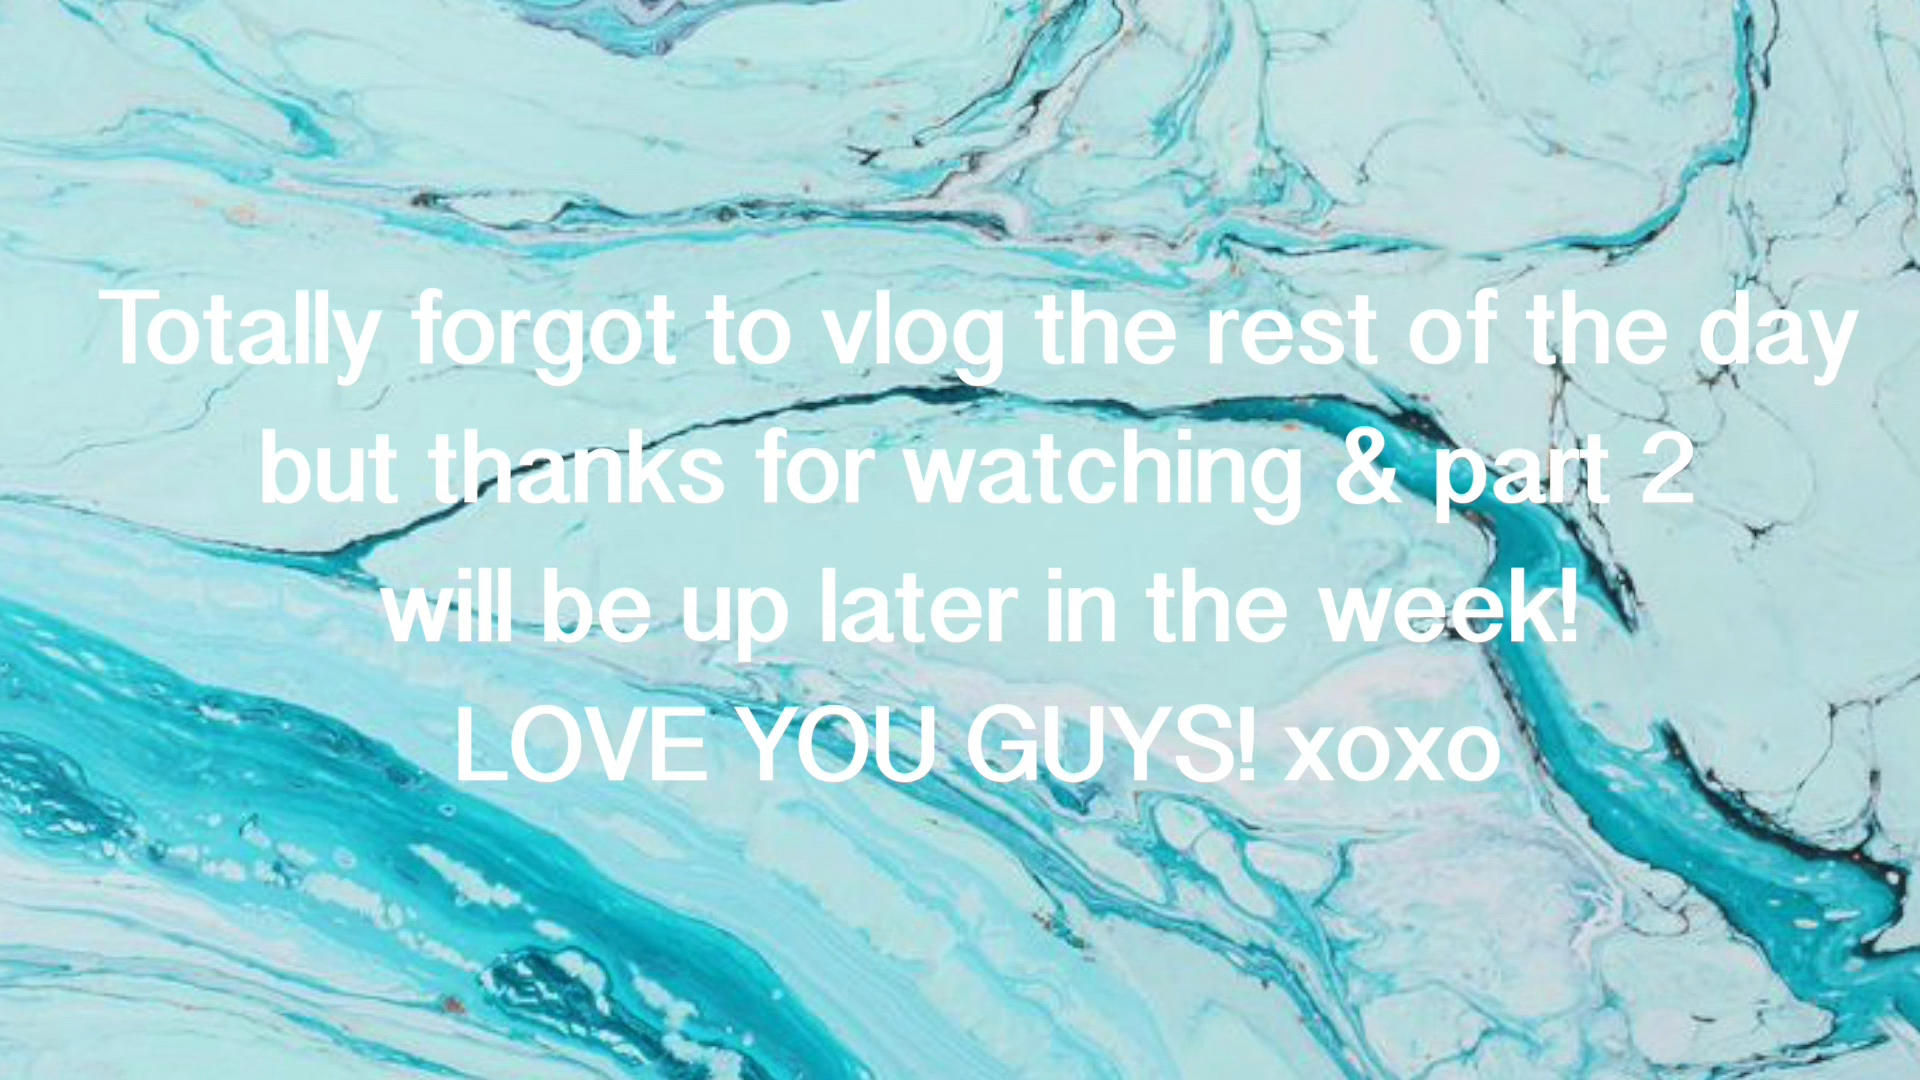 Totally forgot to vlog the rest of the day
but thanks for watching & part 2
will be up later in the week!
LOVE YOU GUYS! xoxo